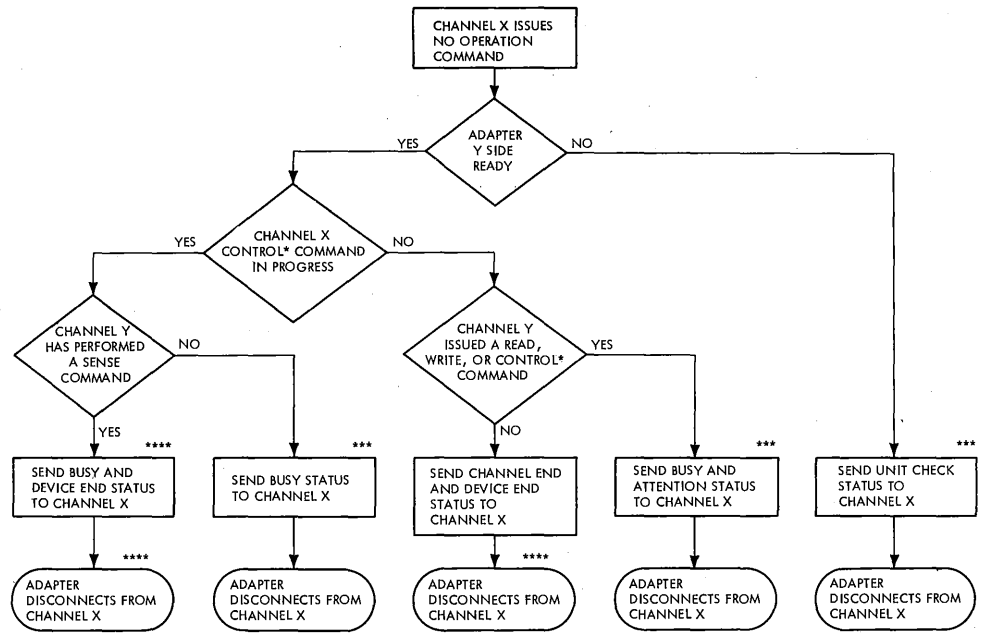 CHANNEL X ISSUES
NO OPERATION
COMMAND
ADAPTER
Y SIDE
READY
YES
NO
CHANNEL X
CONTROL* COMMAND
IN PROGRESS
YES
NO
CHANNEL Y
HAS PERFORMED
A SENSE
COMMAND
NO
YES
CHANNEL Y
ISSUED A READ,
WRITE, OR CONTROL*
COMMAND
YES
NO
****
SEND BUSY AND
DEVICE END STATUS
TO CHANNEL X
***
SEND BUSY STATUS
TO CHANNEL X
SEND CHANNEL END
AND DEVICE END
STATUS TO
CHANNEL X
***
SEND BUSY AND
ATTENTION STATUS
TO CHANNEL X
***
SEND UNIT CHECK
STATUS TO
CHANNEL X
****
ADAPTER
DISCONNECTS FROM
CHANNEL X
ADAPTER
DISCONNECTS FROM
CHANNEL X
****
ADAPTER
DISCONNECTS FROM
CHANNEL X
ADAPTER
DISCONNECTS FROM
CHANNEL X
ADAPTER
DISCONNECTS FROM
CHANNEL X